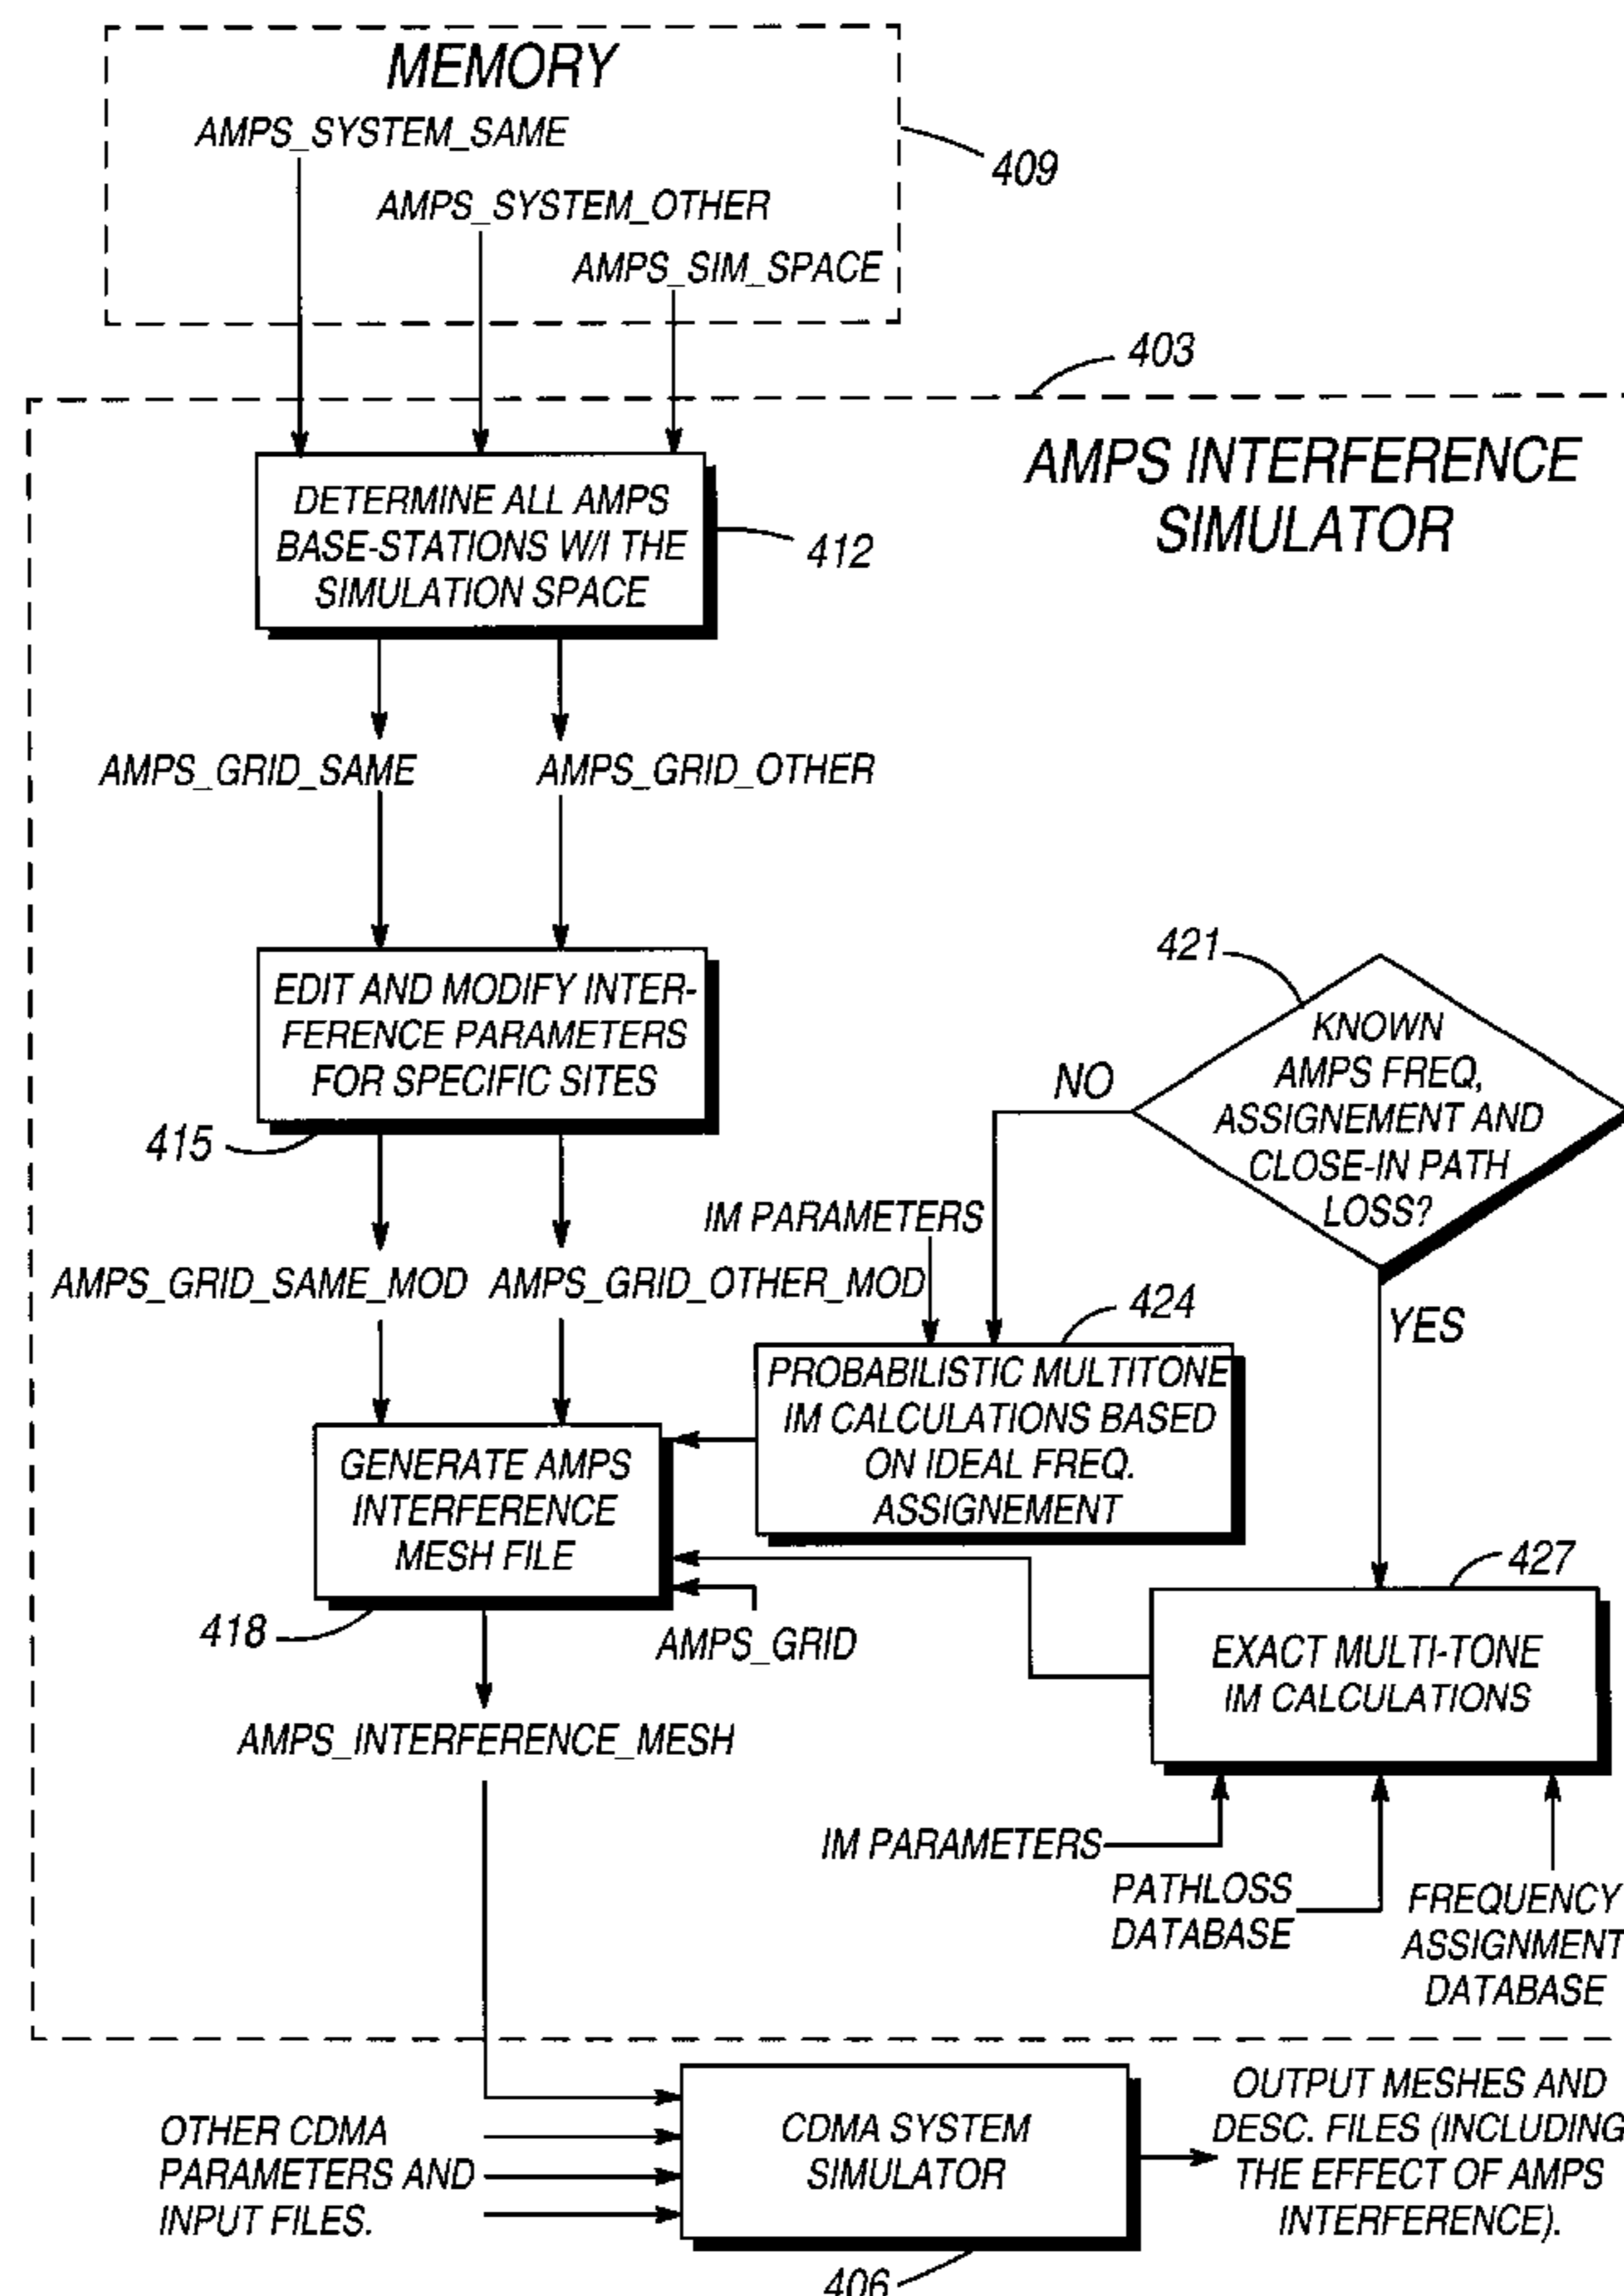 MEMORY
AMPS_SYSTEM_SAME
AMPS_SYSTEM_OTHER
AMPS_SIM_SPACE
409
403
AMPS INTERFERENCE
SIMULATOR
DETERMINE ALL AMPS
BASE-STATIONS W/I THE
SIMULATION SPACE
412
AMPS_GRID_SAME
AMPS_GRID_OTHER
EDIT AND MODIFY INTER-
FERENCE PARAMETERS
FOR SPECIFIC SITES
415
421
KNOWN
AMPS FREQ,
ASSIGNEMENT AND
CLOSE-IN PATH
LOSS?
NO
YES
IM PARAMETERS
AMPS_GRID_SAME_MOD
AMPS_GRID_OTHER_MOD
424
PROBABILISTIC MULTITONE
IM CALCULATIONS BASED
ON IDEAL FREQ.
ASSIGNEMENT
GENERATE AMPS
INTERFERENCE
MESH FILE
418
AMPS_GRID
427
EXACT MULTI-TONE
IM CALCULATIONS
AMPS_INTERFERENCE_MESH
IM PARAMETERS
PATHLOSS
DATABASE
FREQUENCY
ASSIGNMENT
DATABASE
OTHER CDMA
PARAMETERS AND
INPUT FILES.
CDMA SYSTEM
SIMULATOR
OUTPUT MESHES AND
DESC. FILES (INCLUDING
THE EFFECT OF AMPS
INTERFERENCE).
406